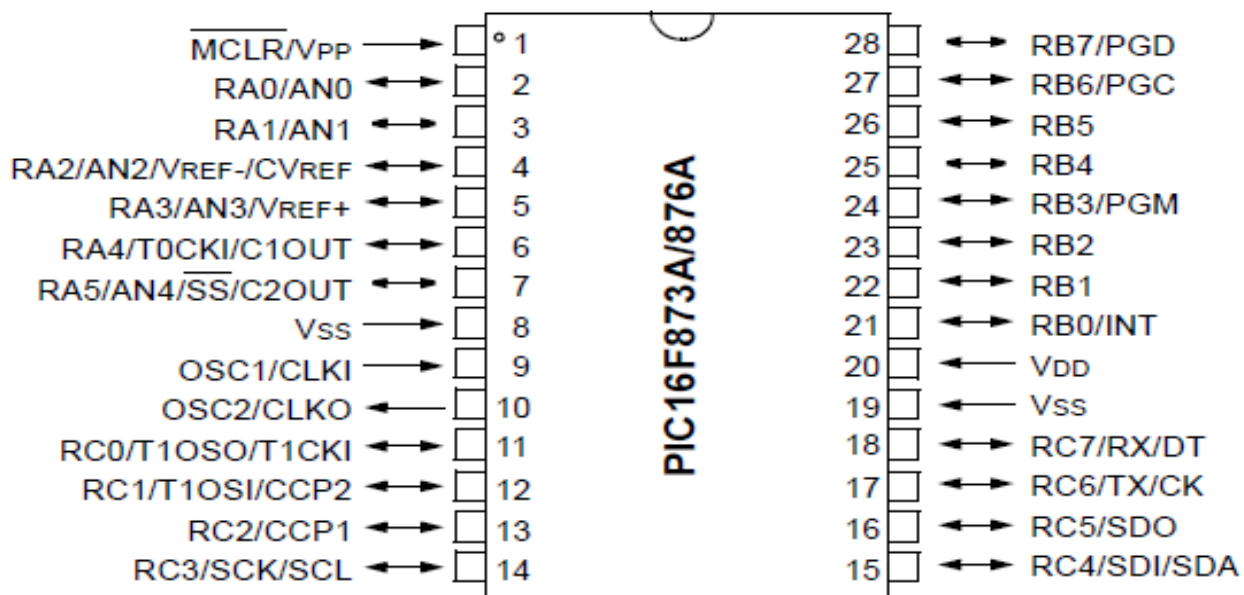 MCLR/VPP 1 28 RB7/PGD
RA0/AN0 2 27 RB6/PGC
RA1/AN1 3 26 RB5
RA2/AN2/VREF-/CVREF 4 25 RB4
RA3/AN3/VREF+ 5 24 RB3/PGM
RA4/T0CKI/C1OUT 6 23 RB2
RA5/AN4/SS/C2OUT 7 22 RB1
VSS 8 21 RB0/INT
OSC1/CLKI 9 20 VDD
OSC2/CLKO 10 19 VSS
RC0/T1OSO/T1CKI 11 18 RC7/RX/DT
RC1/T1OSI/CCP2 12 17 RC6/TX/CK
RC2/CCP1 13 16 RC5/SDO
RC3/SCK/SCL 14 15 RC4/SDI/SDA
PIC16F873A/876A